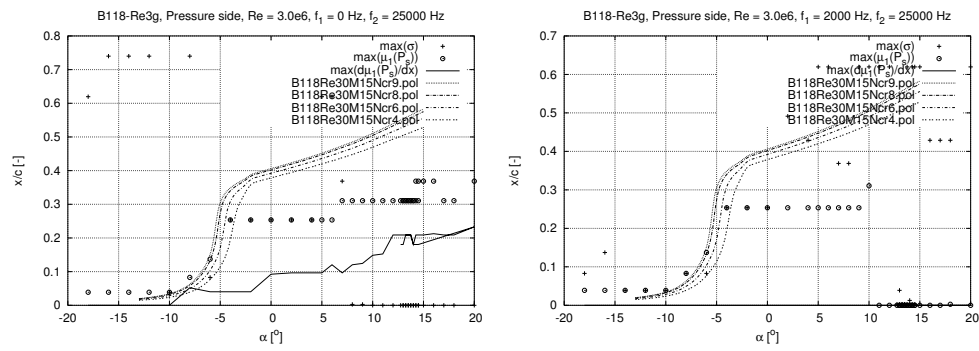 B118-Re3g, Pressure side, Re = 3.0e6, f₁ = 0 Hz, f₂ = 25000 Hz
max(σ)
max(μ₁(Pₛ))
max(dμ₁(Pₛ)/dx)
B118Re30M15Ncr9.pol
B118Re30M15Ncr8.pol
B118Re30M15Ncr6.pol
B118Re30M15Ncr4.pol
x/c [-]
0.8
0.7
0.6
0.5
0.4
0.3
0.2
0.1
0
-20 -15 -10 -5 0 5 10 15 20
α [°]
B118-Re3g, Pressure side, Re = 3.0e6, f₁ = 2000 Hz, f₂ = 25000 Hz
max(σ)
max(μ₁(Pₛ))
max(dμ₁(Pₛ)/dx)
B118Re30M15Ncr9.pol
B118Re30M15Ncr8.pol
B118Re30M15Ncr6.pol
B118Re30M15Ncr4.pol
x/c [-]
0.7
0.6
0.5
0.4
0.3
0.2
0.1
0
-20 -15 -10 -5 0 5 10 15 20
α [°]